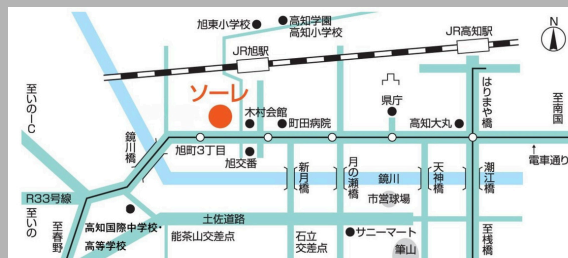 旭東小学校
高知学園
高知小学校
JR高知駅
N
JR旭駅
至いのIC
ソーレ
木村会館
町田病院
県庁
高知大丸
はりまや橋
至南国
鏡川橋
旭町3丁目
旭交番
新月橋
月の瀬橋
鏡川
天神橋
潮江橋
電車通り
R33号線
市営球場
至いの
至春野
高知国際中学校・
高等学校
土佐道路
能茶山交差点
石立
交差点
サニーマート
筆山
至桟橋